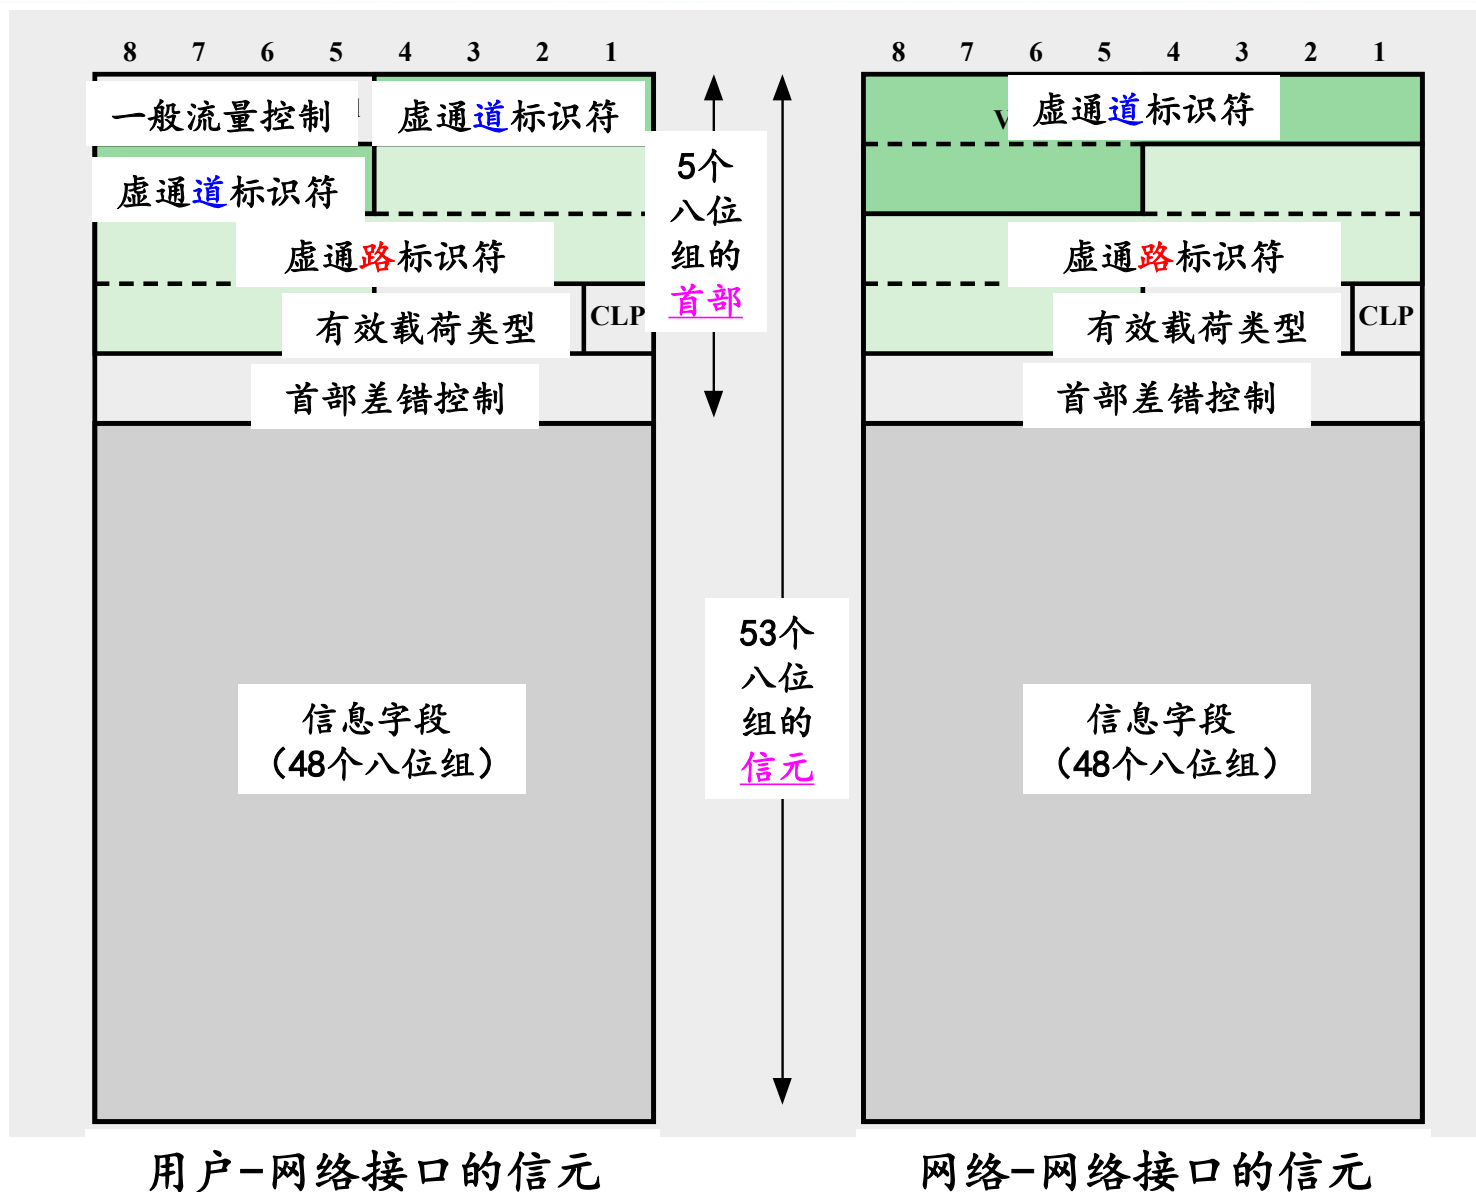 8 7 6 5 4 3 2 1
一般流量控制
虚通道标识符
虚通道标识符
虚通路标识符
有效载荷类型
CLP
首部差错控制
信息字段
（48个八位组）
用户-网络接口的信元
5个
八位
组的
首部
53个
八位
组的
信元
8 7 6 5 4 3 2 1
虚通道标识符
虚通路标识符
有效载荷类型
CLP
首部差错控制
信息字段
（48个八位组）
网络-网络接口的信元